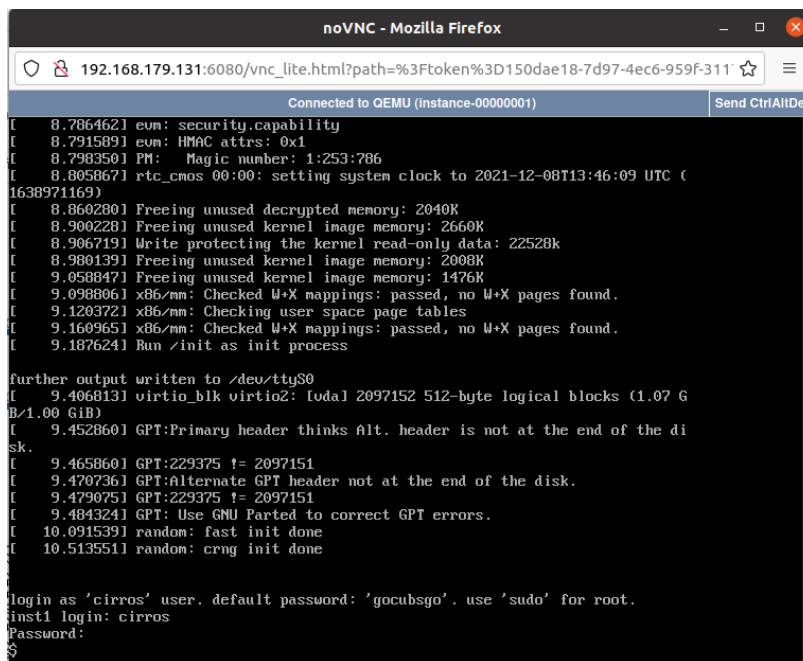 noVNC - Mozilla Firefox
192.168.179.131:6080/vnc_lite.html?path=%3Ftoken%3D150dae18-7d97-4ec6-959f-311
Connected to QEMU (instance-00000001)
Send CtrlAltDe
[    8.786462] evm: security.capability
[    8.791589] evm: HMAC attrs: 0x1
[    8.798350] PM:   Magic number: 1:253:786
[    8.805867] rtc_cmos 00:00: setting system clock to 2021-12-08T13:46:09 UTC (
1638971169)
[    8.860280] Freeing unused decrypted memory: 2040K
[    8.900228] Freeing unused kernel image memory: 2660K
[    8.906719] Write protecting the kernel read-only data: 22528k
[    8.980139] Freeing unused kernel image memory: 2008K
[    9.058847] Freeing unused kernel image memory: 1476K
[    9.098806] x86/mm: Checked W+X mappings: passed, no W+X pages found.
[    9.120372] x86/mm: Checking user space page tables
[    9.160965] x86/mm: Checked W+X mappings: passed, no W+X pages found.
[    9.187624] Run /init as init process
further output written to /dev/ttyS0
[    9.406813] virtio_blk virtio2: [vda] 2097152 512-byte logical blocks (1.07 G
B/1.00 GiB)
[    9.452860] GPT:Primary header thinks Alt. header is not at the end of the di
sk.
[    9.465860] GPT:229375 != 2097151
[    9.470736] GPT:Alternate GPT header not at the end of the disk.
[    9.479075] GPT:229375 != 2097151
[    9.484324] GPT: Use GNU Parted to correct GPT errors.
[   10.091539] random: fast init done
[   10.513551] random: crng init done
login as 'cirros' user. default password: 'gocubsgo'. use 'sudo' for root.
inst1 login: cirros
Password:
$